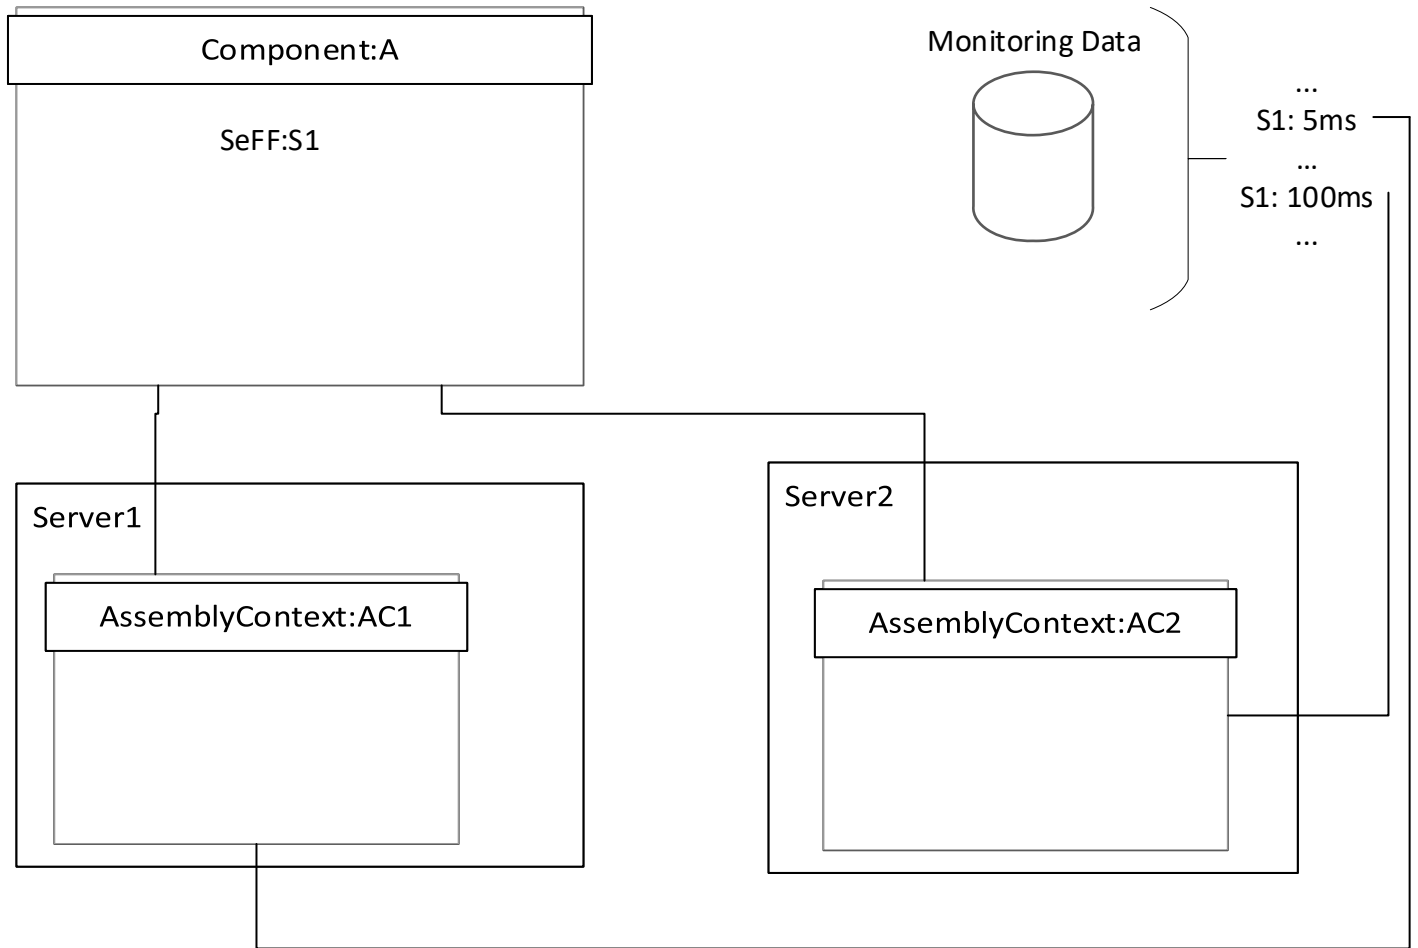 Component:A
SeFF:S1
Monitoring Data
...
S1: 5ms
...
S1: 100ms
...
Server1
AssemblyContext:AC1
Server2
AssemblyContext:AC2